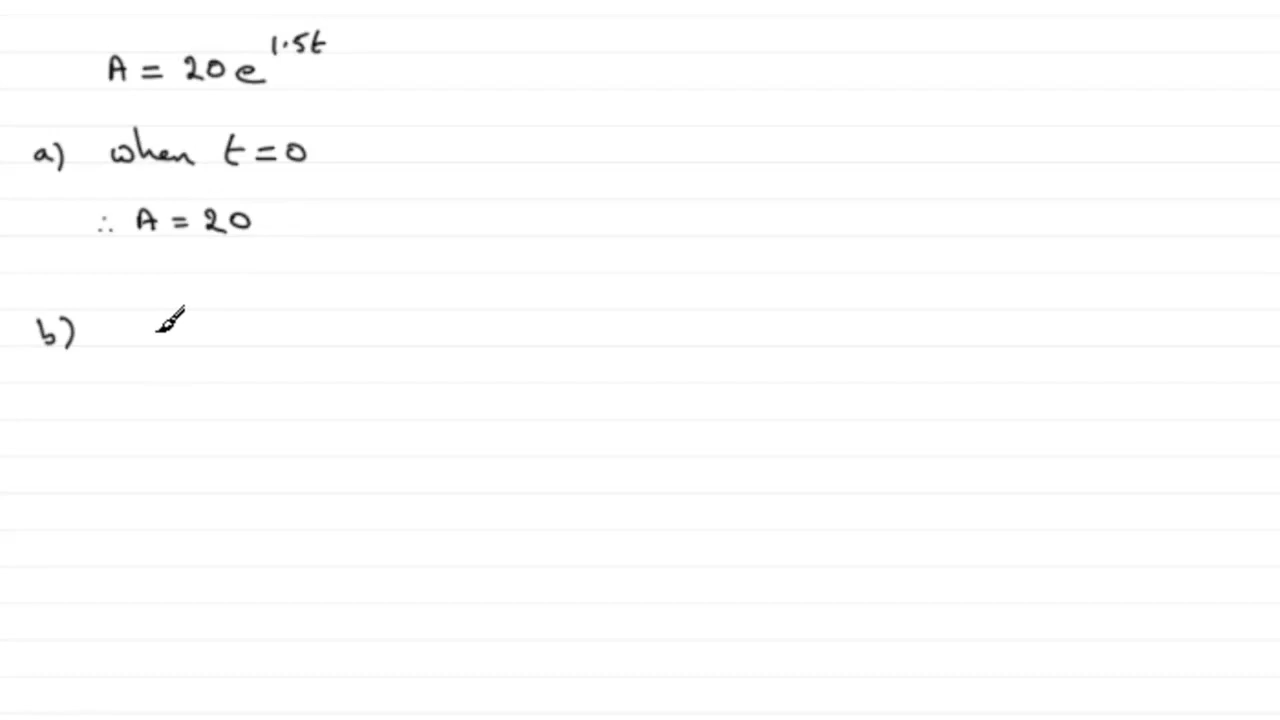 A = 20e^1.5t
a) when t = 0
∴ A = 20
b)